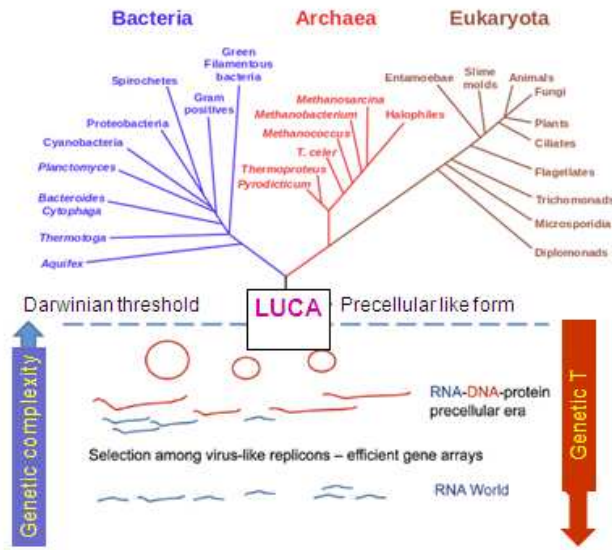 Bacteria
Archaea
Eukaryota
Green
Filamentous
bacteria
Spirochetes
Gram
positives
Proteobacteria
Cyanobacteria
Planctomyces
Bacteroides
Cytophaga
Thermotoga
Aquifex
Methanosarcina
Methanobacterium
Halophiles
Methanococcus
T. celer
Thermoproteus
Pyrodicticum
Entamoebae
Slime
molds
Animals
Fungi
Plants
Ciliates
Flagellates
Trichomonads
Microsporidia
Diplomonads
Darwinian threshold
LUCA
Precellular like form
Genetic complexity
Genetic T
RNA-DNA-protein
precellular era
Selection among virus-like replicons – efficient gene arrays
RNA World